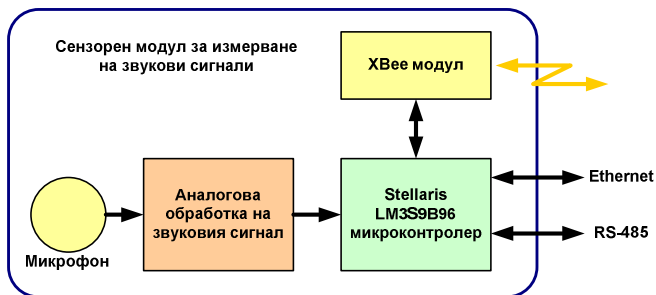 Сензорен модул за измерване
на звукови сигнали
XBee модул
Микрофон
Аналогова
обработка на
звуковия сигнал
Stellaris
LM3S9B96
микроконтролер
Ethernet
RS-485